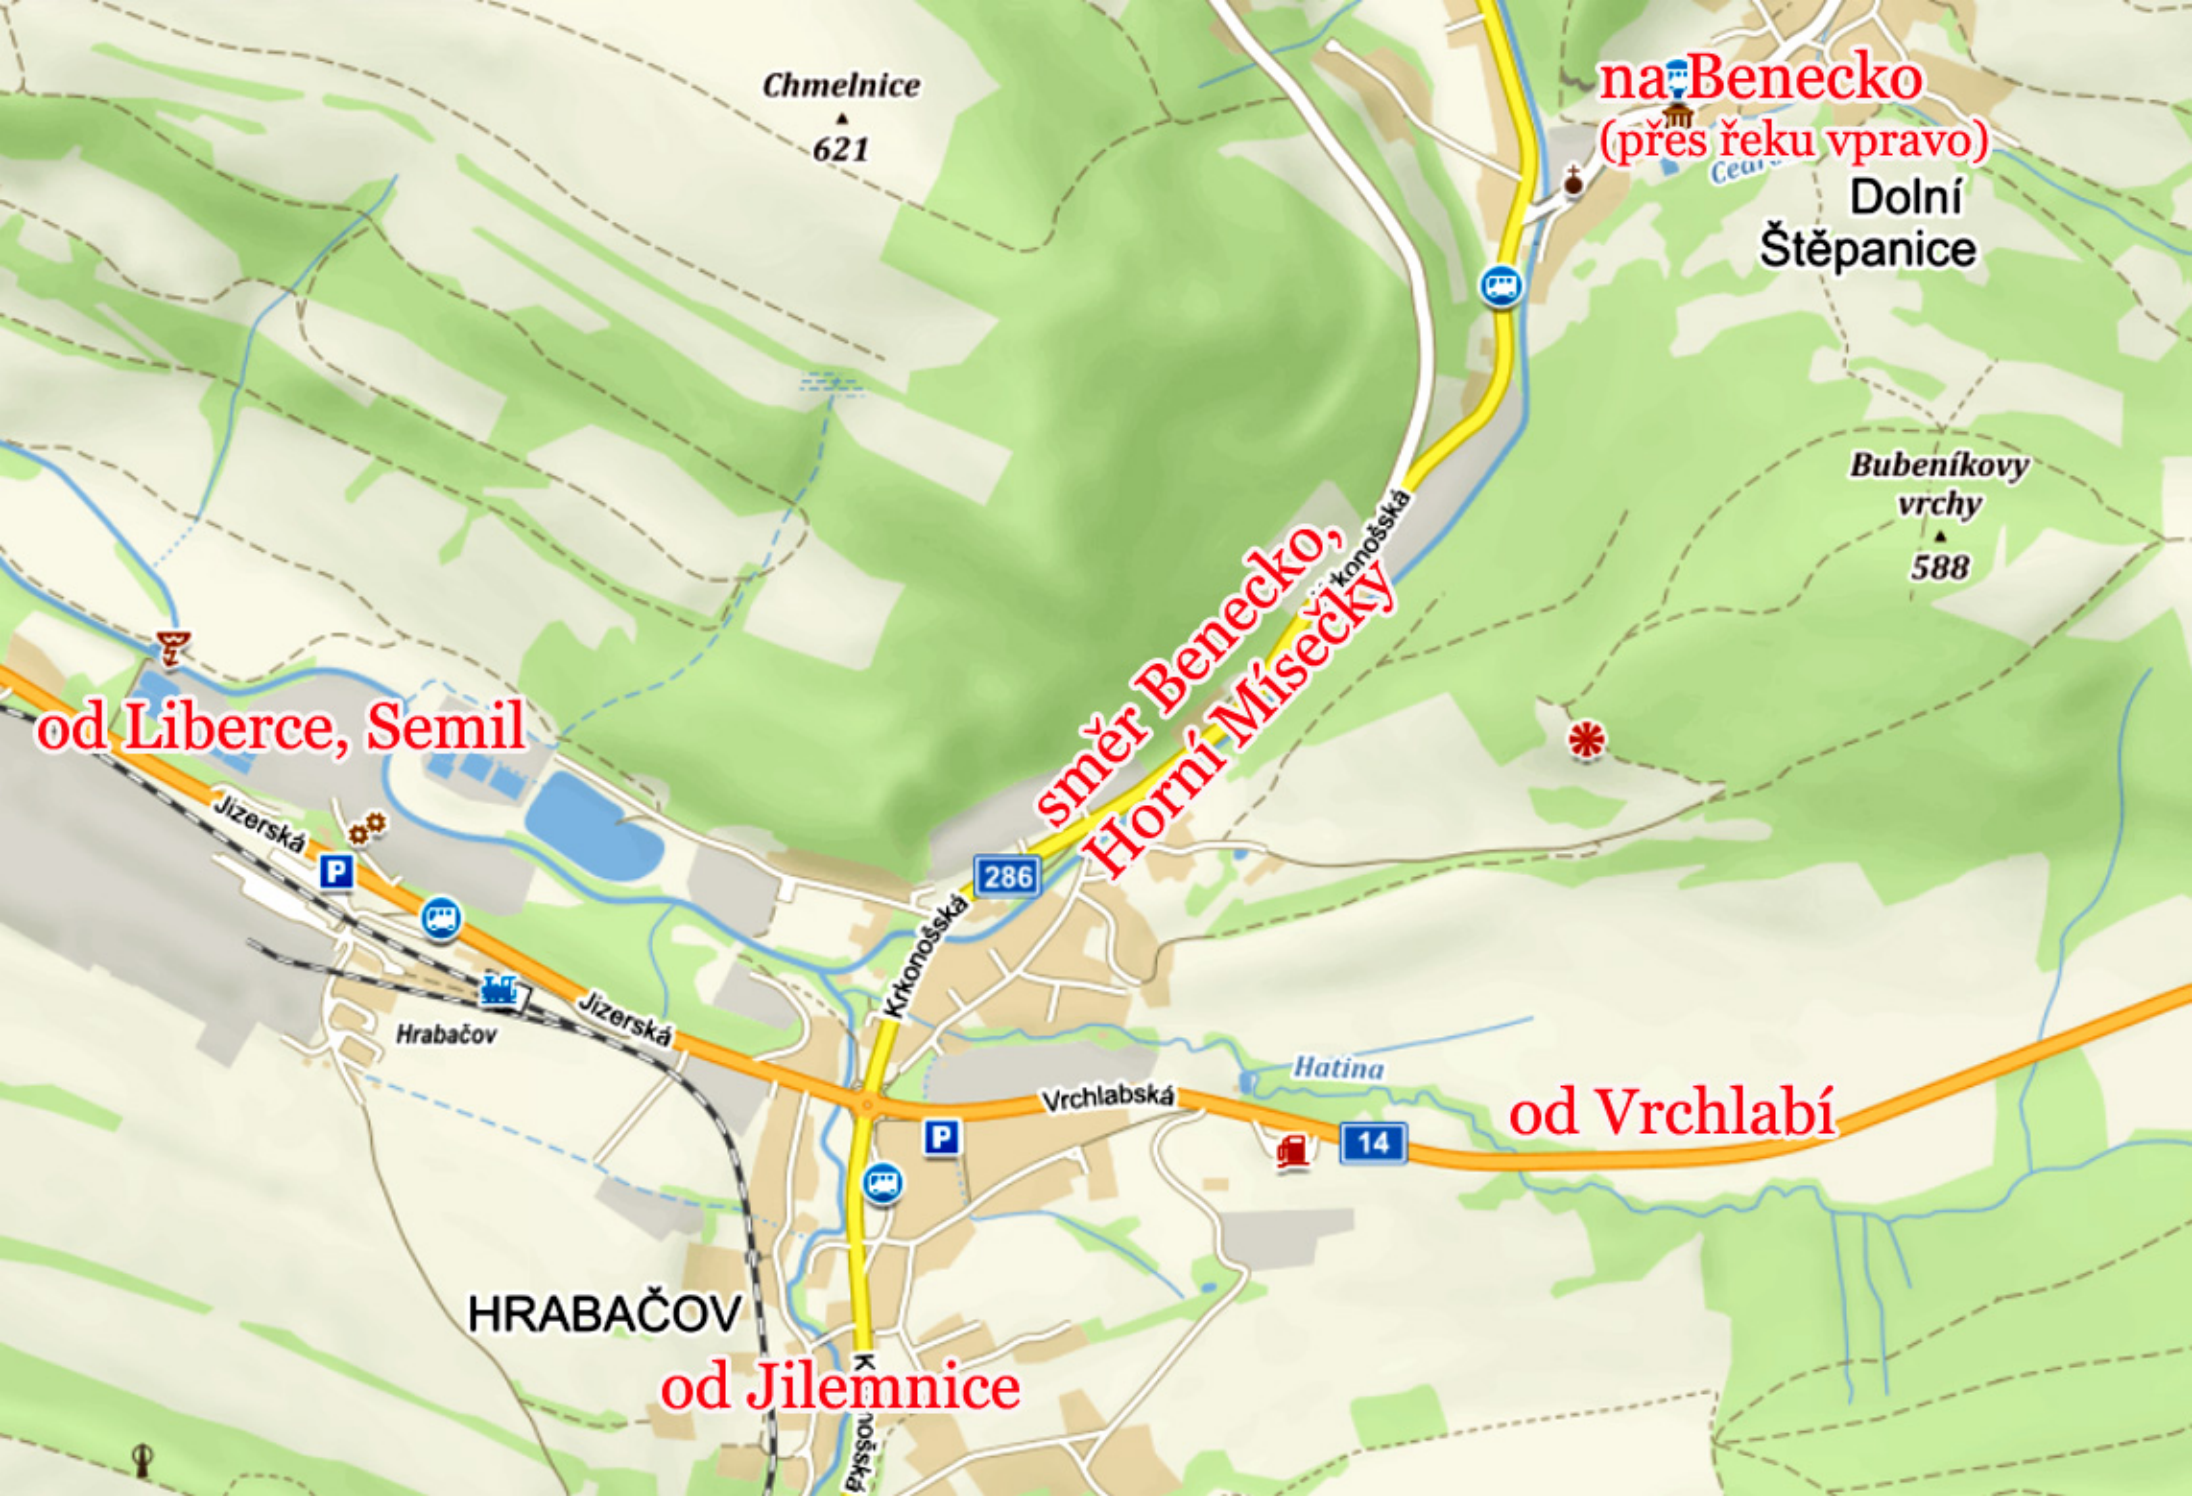 na Benecko
(přes řeku vpravo)
Chmelnice
621
Dolní
Štěpanice
Bubeníkovy
vrchy
588
Krkonošská
směr Benecko,
Horní Mísečky
od Liberce, Semil
Jizerská
P
286
Krkonošská
Jizerská
Hrabačov
Hatina
Vrchlabská
od Vrchlabí
P
14
HRABAČOV
od Jilemnice